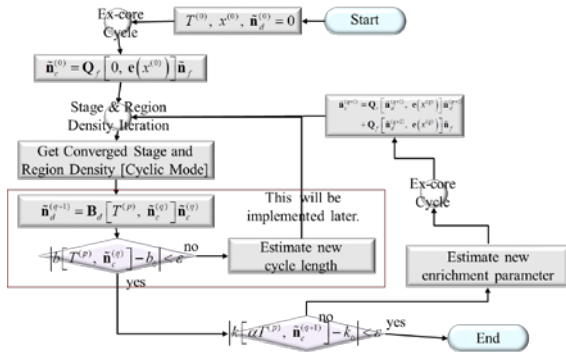 Start
T^(0), x^(0), ñ_d^(0) = 0
Ex-core
Cycle
ñ_c^(0) = Q_f [0, e(x^(0))] ñ_f
Stage & Region
Density Iteration
Get Converged Stage and
Region Density [Cyclic Mode]
ñ_d^(q+1) = B_d [T^(p), ñ_c^(q)] ñ_c^(q)
|b[T^(p), ñ_c^(q)] − b_0| < ε
no
yes
This will be
implemented later.
Estimate new
cycle length
|k[αT^(p), ñ_c^(q+1)] − k_0| < ε
no
yes
End
Estimate new
enrichment parameter
Ex-core
Cycle